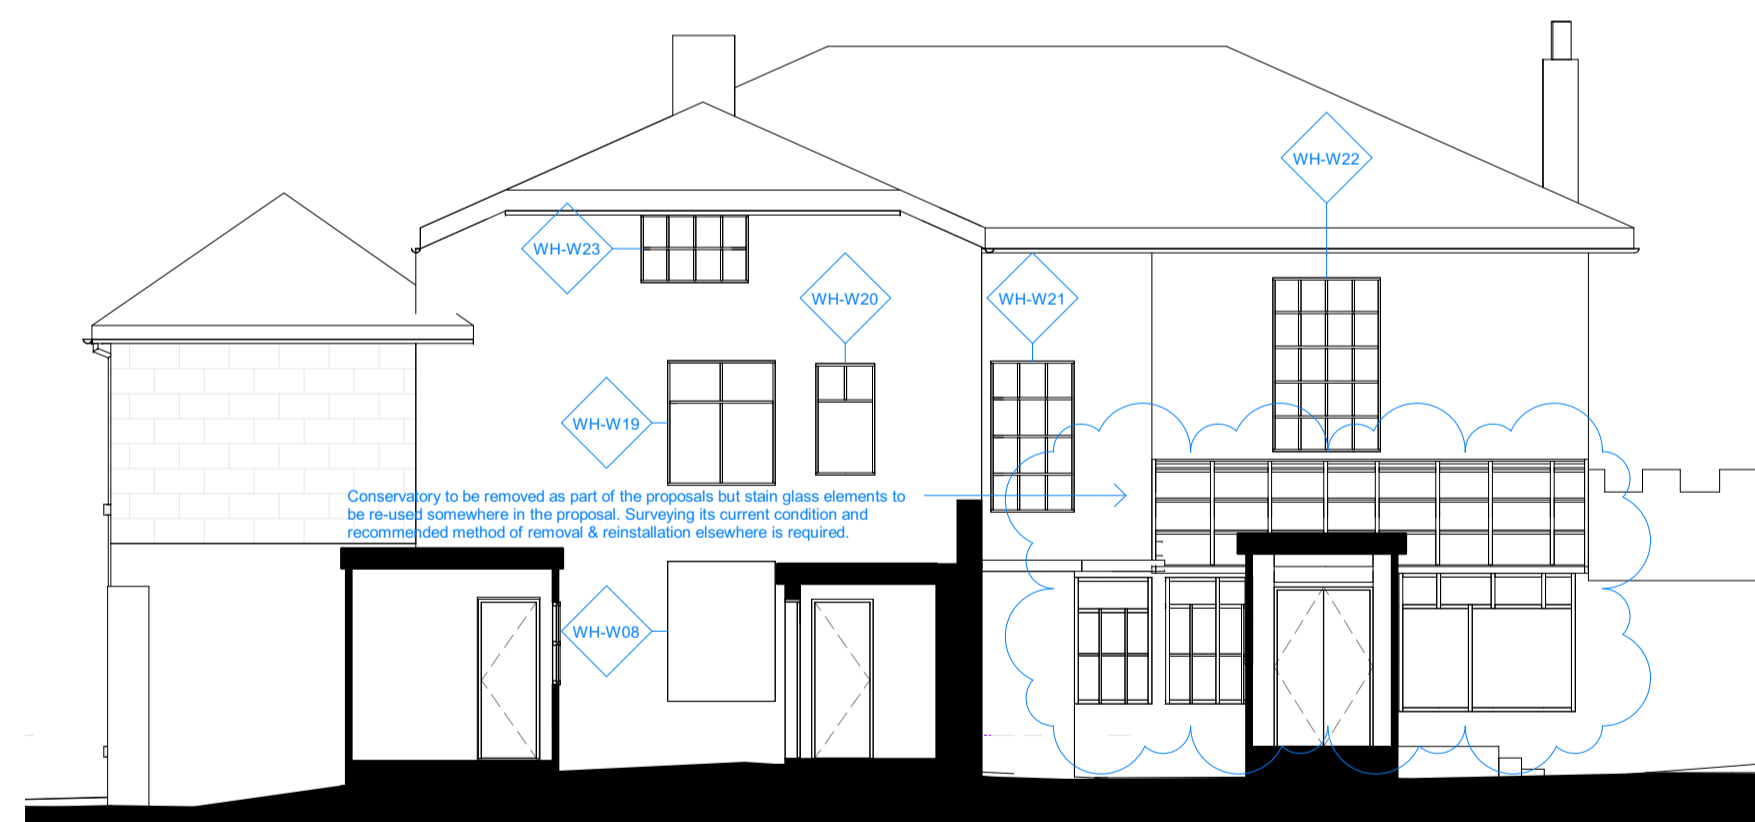 WH-W22
WH-W23
WH-W20
WH-W21
WH-W19
Conservatory to be removed as part of the proposals but stain glass elements to
be re-used somewhere in the proposal. Surveying its current condition and
recommended method of removal & reinstallation elsewhere is required.
WH-W08